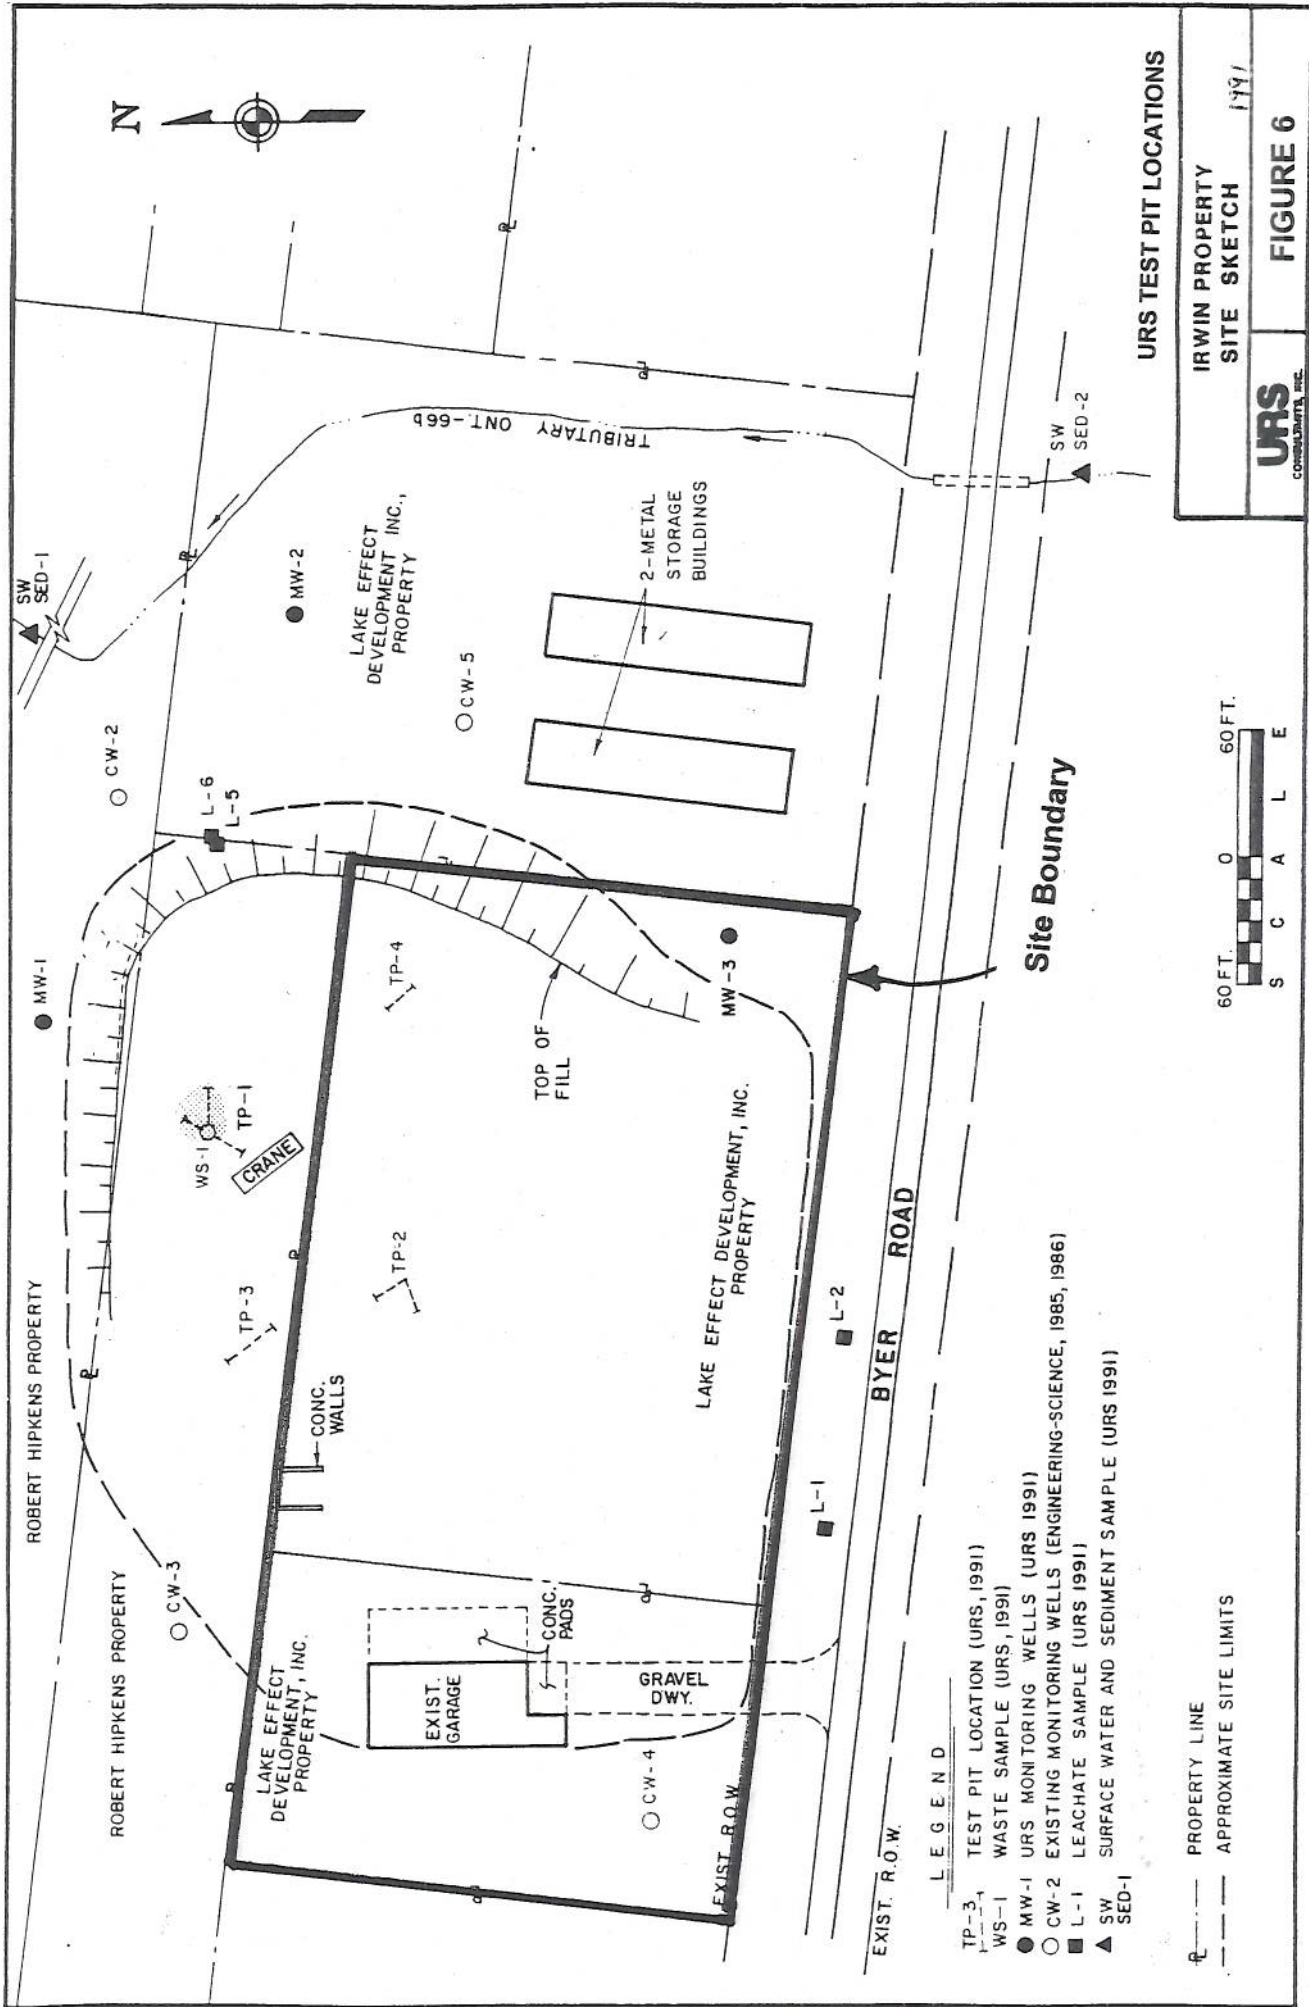 N
SW
SED-1
CW-2
MW-1
L-6
L-5
MW-2
LAKE EFFECT
DEVELOPMENT INC.,
PROPERTY
CW-5
TRIBUTARY ONT.-66b
2-METAL
STORAGE
BUILDINGS
SW
SED-2
ROBERT HIPKENS PROPERTY
ROBERT HIPKENS PROPERTY
CW-3
WS-1
TP-1
CRANE
TP-3
TP-4
TP-2
TOP OF
FILL
MW-3
CONC.
WALLS
LAKE EFFECT
DEVELOPMENT, INC.
PROPERTY
EXIST.
GARAGE
CONC.
PADS
GRAVEL
DWY.
CW-4
LAKE EFFECT DEVELOPMENT, INC.
PROPERTY
EXIST. R.O.W.
L-1
L-2
BYER ROAD
EXIST. R.O.W.
Site Boundary
LEGEND
TP-3 TEST PIT LOCATION (URS, 1991)
WS-1 WASTE SAMPLE (URS, 1991)
MW-1 URS MONITORING WELLS (URS 1991)
CW-2 EXISTING MONITORING WELLS (ENGINEERING-SCIENCE, 1985, 1986)
L-1 LEACHATE SAMPLE (URS 1991)
SW
SED-1 SURFACE WATER AND SEDIMENT SAMPLE (URS 1991)
PL PROPERTY LINE
APPROXIMATE SITE LIMITS
60 FT. 0 60 FT.
SCALE
URS TEST PIT LOCATIONS
IRWIN PROPERTY
SITE SKETCH
1991
URS
CONSULTANTS, INC.
FIGURE 6